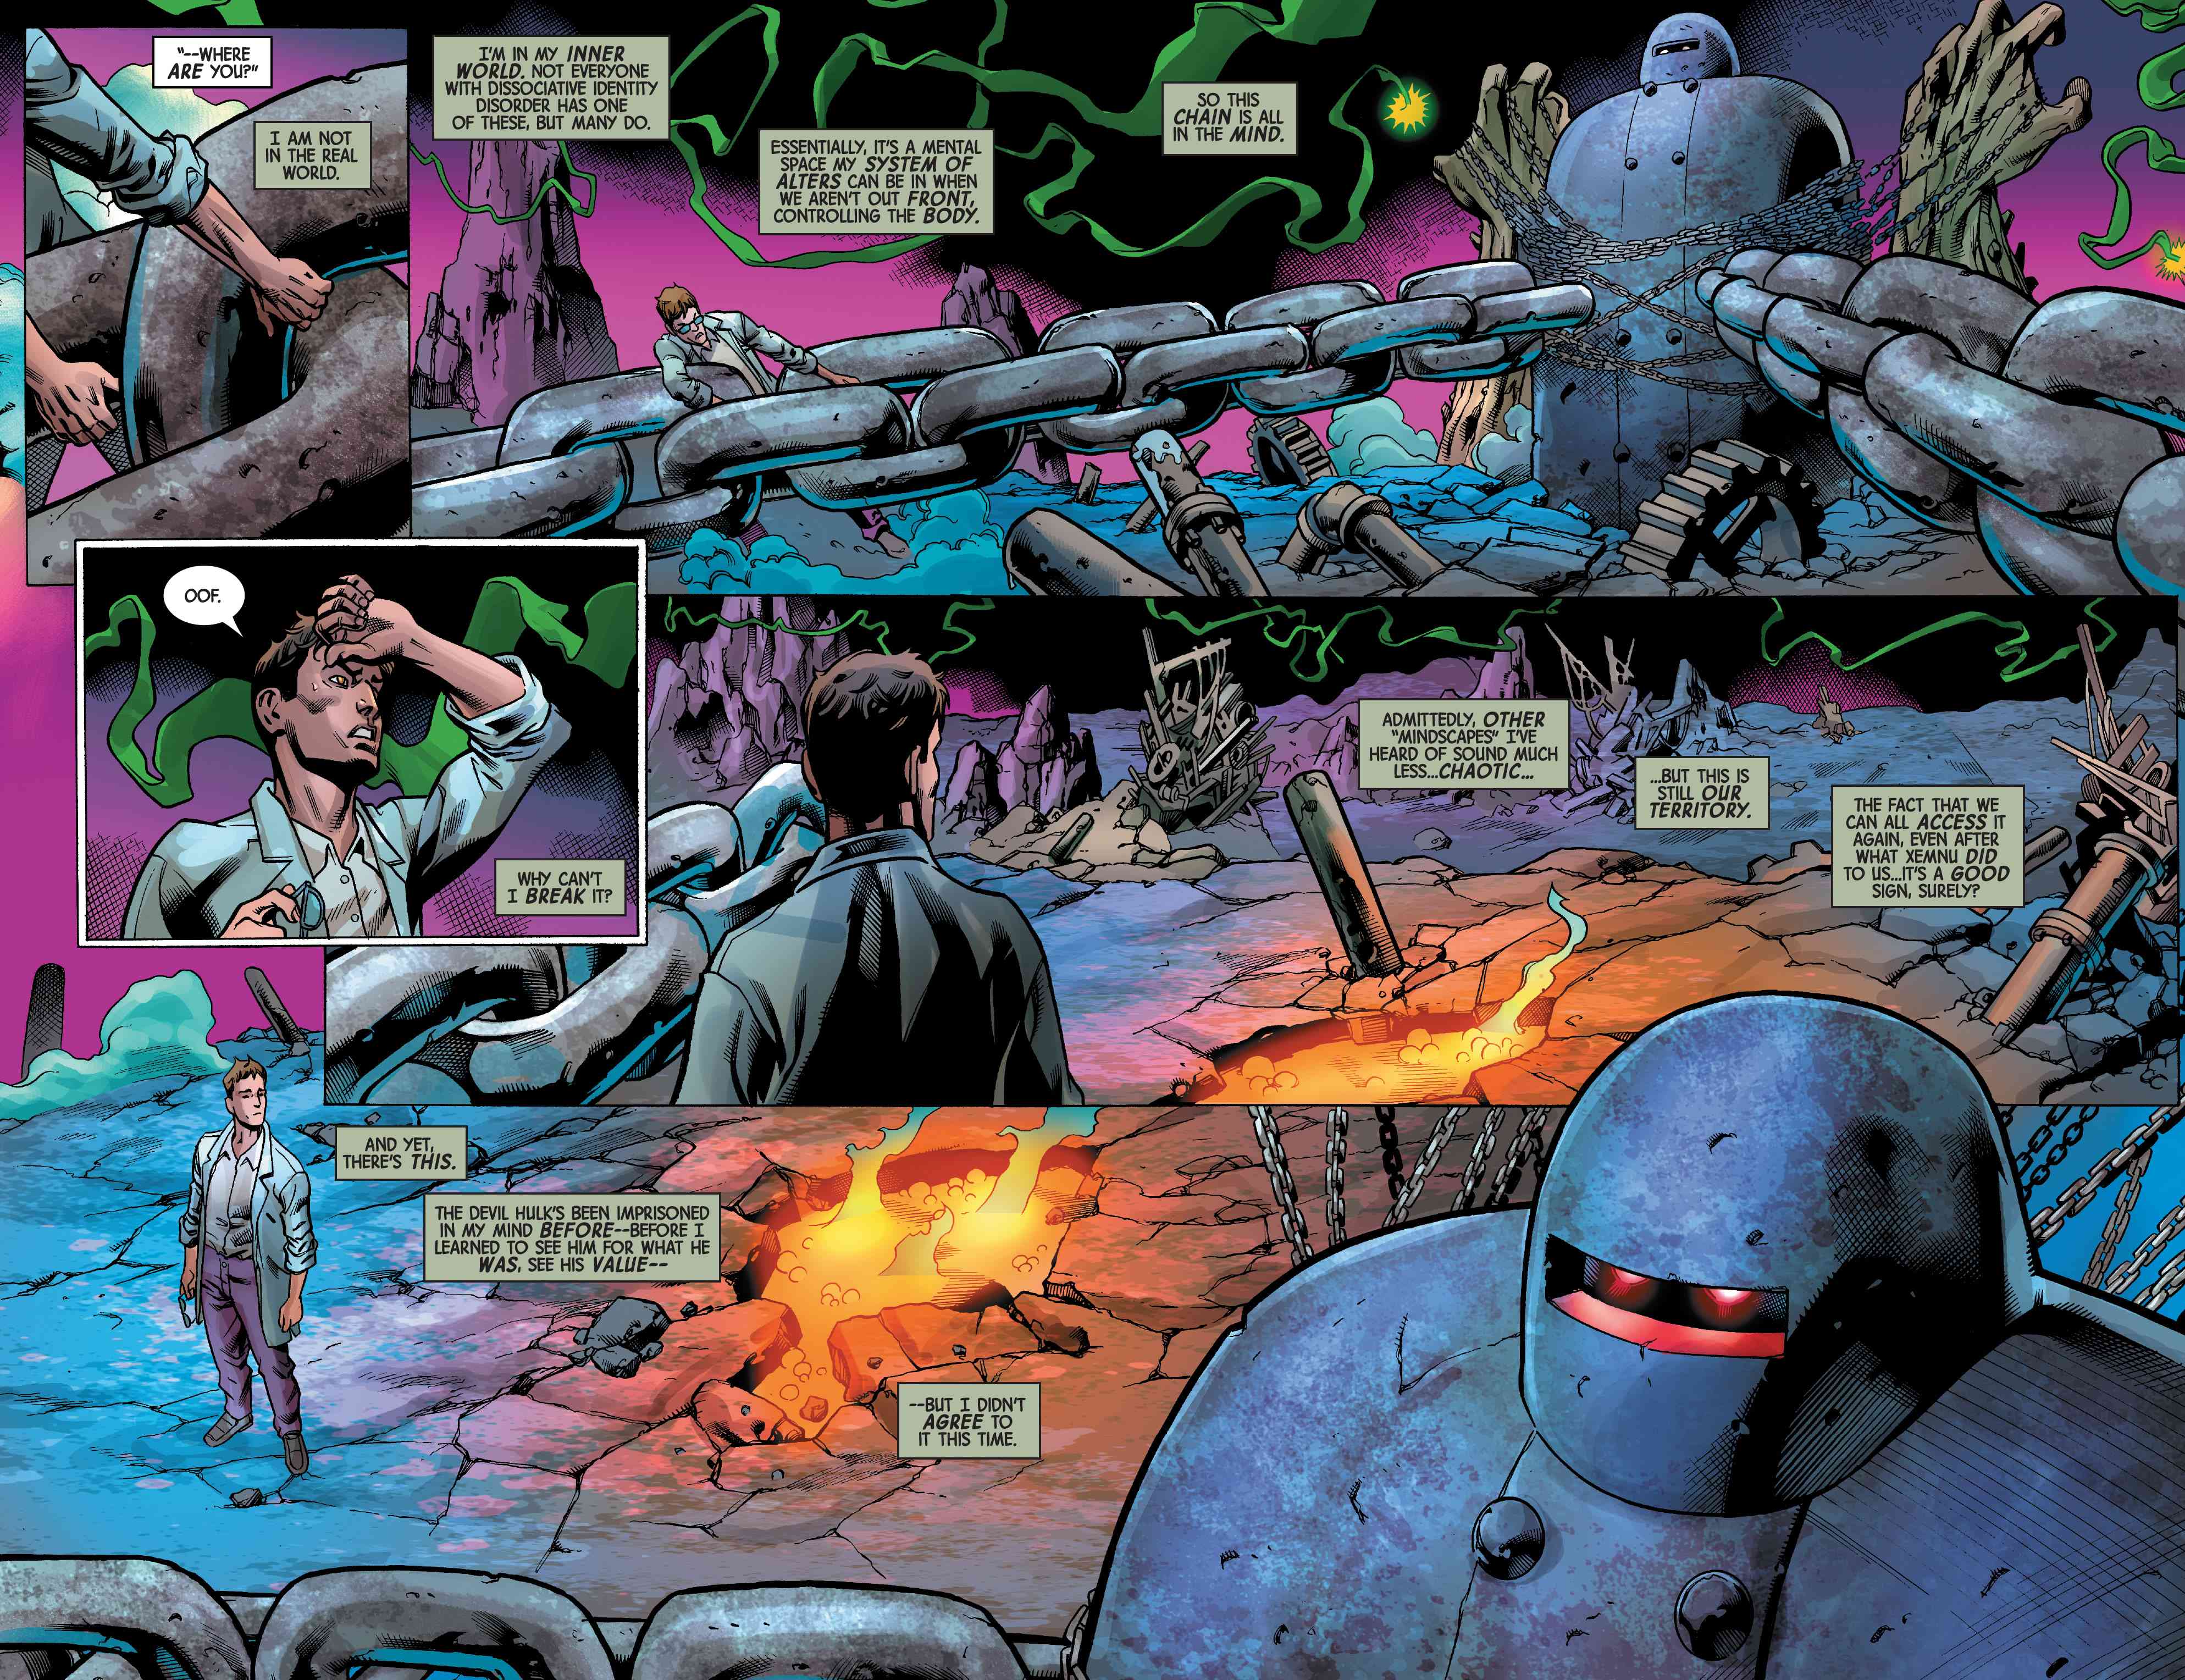 "--WHERE
ARE YOU?"
I AM NOT
IN THE REAL
WORLD.
I'M IN MY INNER
WORLD. NOT EVERYONE
WITH DISSOCIATIVE IDENTITY
DISORDER HAS ONE
OF THESE, BUT MANY DO.
ESSENTIALLY, IT'S A MENTAL
SPACE MY SYSTEM OF
ALTERS CAN BE IN WHEN
WE AREN'T OUT FRONT,
CONTROLLING THE BODY.
SO THIS
CHAIN IS ALL
IN THE MIND.
OOF.
WHY CAN'T
I BREAK IT?
ADMITTEDLY, OTHER
"MINDSCAPES" I'VE
HEARD OF SOUND MUCH
LESS...CHAOTIC...
...BUT THIS IS
STILL OUR
TERRITORY.
THE FACT THAT WE
CAN ALL ACCESS IT
AGAIN, EVEN AFTER
WHAT XEMNU DID
TO US...IT'S A GOOD
SIGN, SURELY?
AND YET,
THERE'S THIS.
THE DEVIL HULK'S BEEN IMPRISONED
IN MY MIND BEFORE--BEFORE I
LEARNED TO SEE HIM FOR WHAT HE
WAS, SEE HIS VALUE--
--BUT I DIDN'T
AGREE TO
IT THIS TIME.